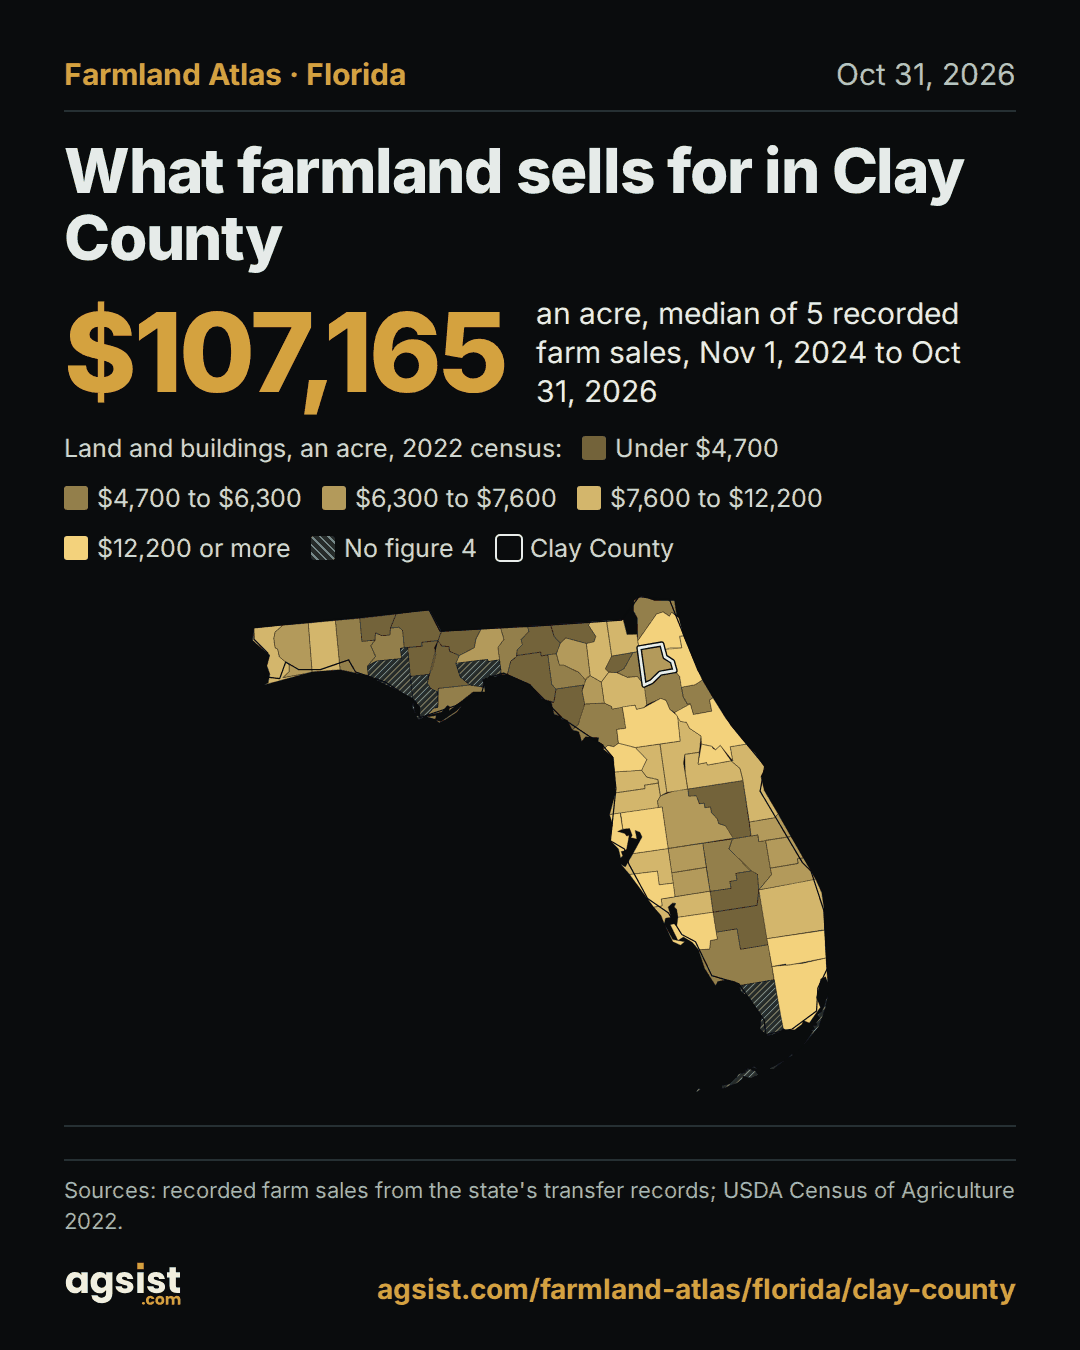 Farmland Atlas · Florida
Oct 31, 2026
What farmland sells for in Clay
County
$107,165
an acre, median of 5 recorded
farm sales, Nov 1, 2024 to Oct
31, 2026
Land and buildings, an acre, 2022 census: Under $4,700
$4,700 to $6,300 $6,300 to $7,600 $7,600 to $12,200
$12,200 or more No figure 4 Clay County
Sources: recorded farm sales from the state's transfer records; USDA Census of Agriculture
2022.
agsist
.com
agsist.com/farmland-atlas/florida/clay-county